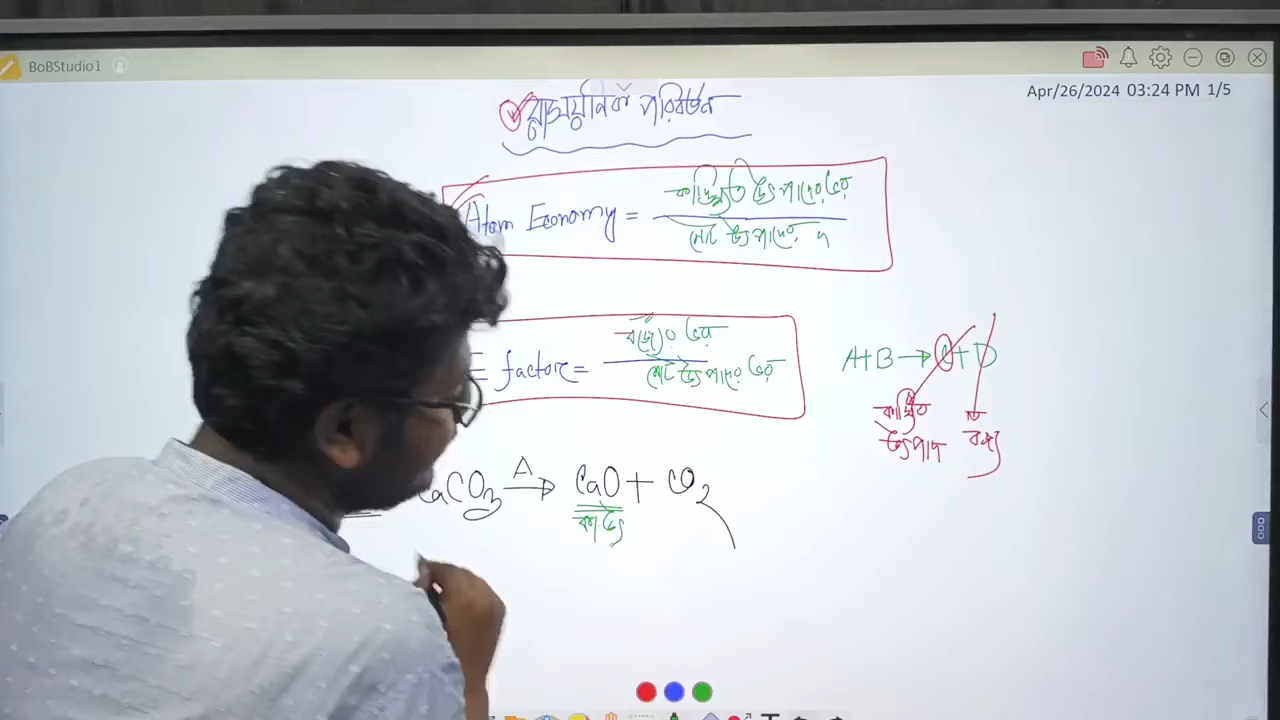 BoBStudio1
Apr/26/2024 03:24 PM 1/5
রাসায়নিক পরিবর্তন
Atom Economy = কাঙ্ক্ষিত উৎপাদের ভর
মোট উৎপাদের
E factor = বর্জ্যের ভর
মোট উৎপাদের ভর
A+B → C + D
কাঙ্ক্ষিত
উৎপাদ বর্জ্য
CaCO3 Δ→ CaO + CO2
কাঃ উঃ